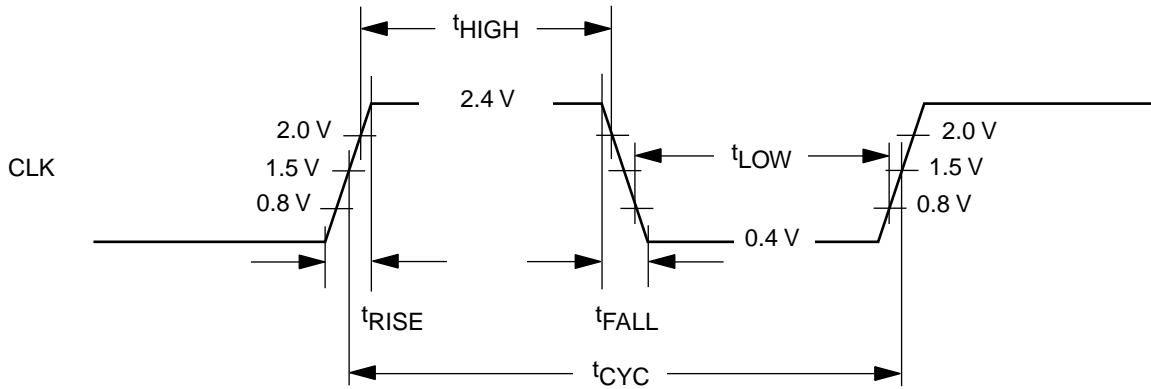 tHIGH
2.4 V
2.0 V
2.0 V
CLK
1.5 V
tLOW
1.5 V
0.8 V
0.8 V
0.4 V
tRISE
tFALL
tCYC